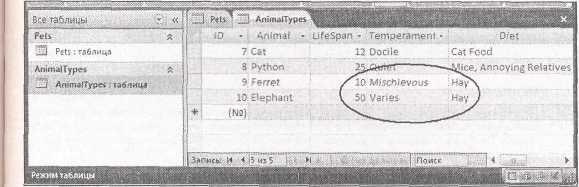 Все таблицы
Pets
Pets : таблица
AnimalTypes
AnimalTypes : таблица
Pets AnimalTypes
ID Animal LifeSpan Temperament Diet
7 Cat 12 Docile Cat Food
8 Python 25 Quiet Mice, Annoying Relatives
9 Ferret 10 Mischievous Hay
10 Elephant 50 Varies Hay
* (№)
Запись: 5 из 5 Поиск
Режим таблицы